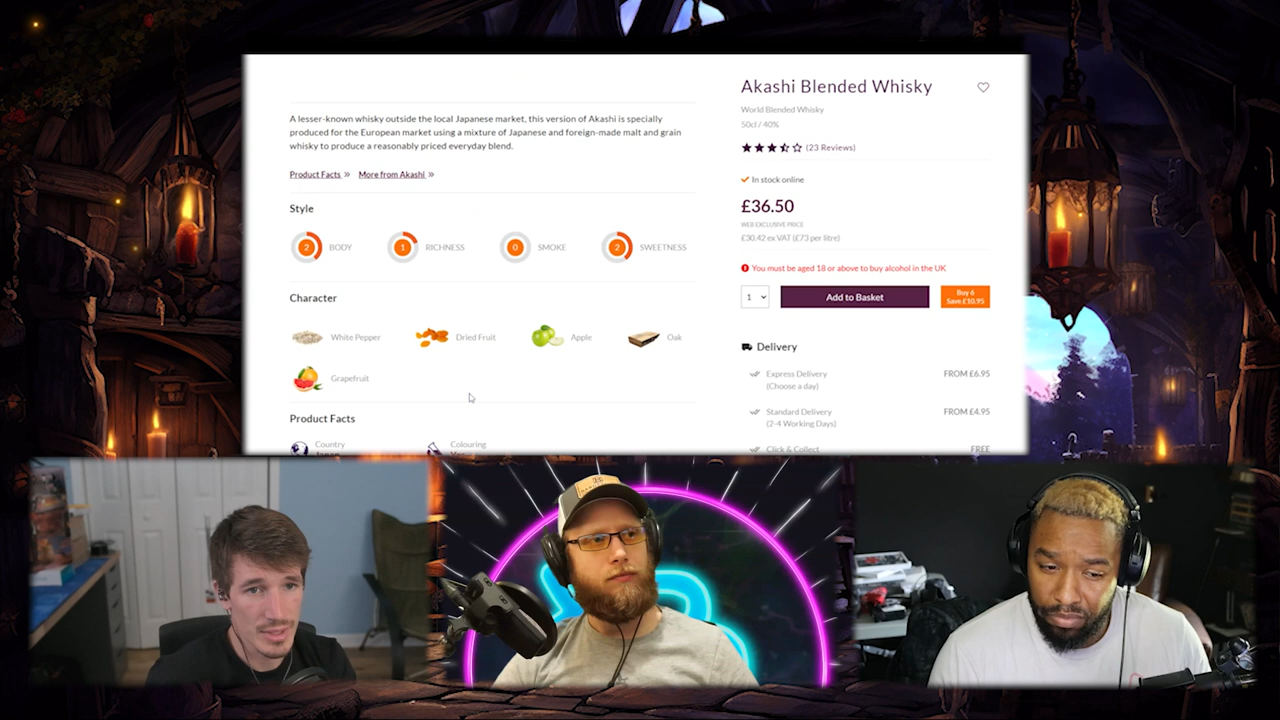 A lesser-known whisky outside the local Japanese market, this version of Akashi is specially
produced for the European market using a mixture of Japanese and foreign-made malt and grain
whisky to produce a reasonably priced everyday blend.
Product Facts » More from Akashi »
Style
2 BODY
1 RICHNESS
0 SMOKE
2 SWEETNESS
Character
White Pepper
Dried Fruit
Apple
Oak
Grapefruit
Product Facts
Country
Colouring
Akashi Blended Whisky
World Blended Whisky
50cl / 40%
(23 Reviews)
In stock online
£36.50
WEB EXCLUSIVE PRICE
£30.42 ex VAT (£73 per litre)
You must be aged 18 or above to buy alcohol in the UK
1
Add to Basket
Buy 6
Save £10.95
Delivery
Express Delivery
(Choose a day)
FROM £6.95
Standard Delivery
(2-4 Working Days)
FROM £4.95
Click & Collect
FREE